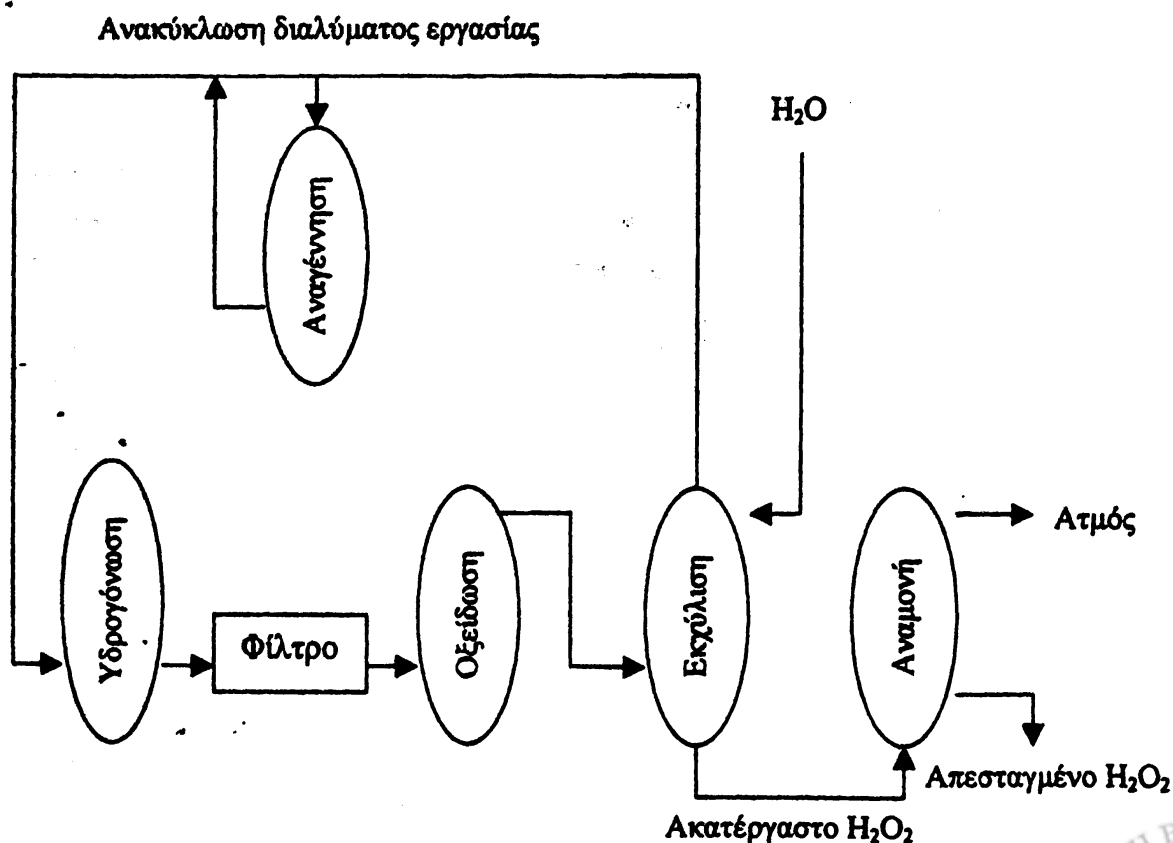 Ανακύκλωση διαλύματος εργασίας
H₂O
Αναγέννηση
Υδρογόνωση
Φίλτρο
Οξείδωση
Εκχύλιση
Αναμονή
Ατμός
Απεσταγμένο H₂O₂
Ακατέργαστο H₂O₂